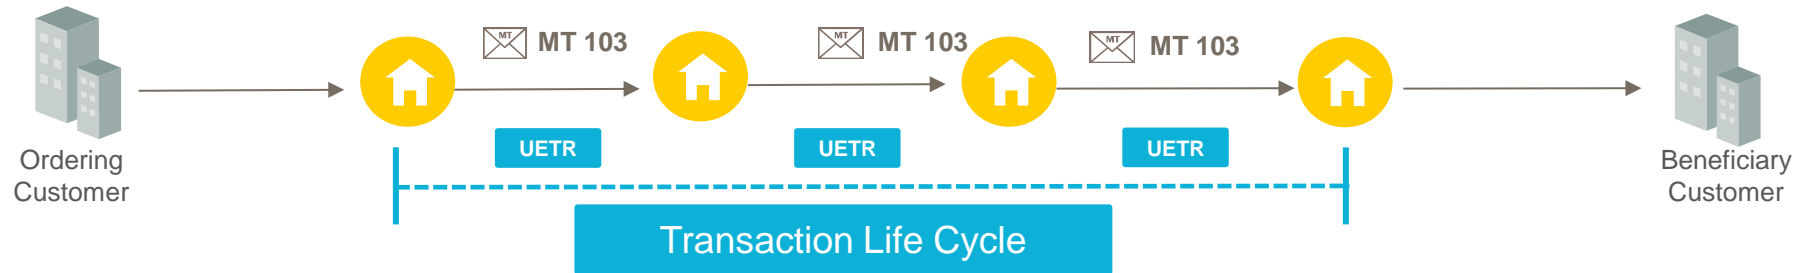 MT
MT 103
MT
MT 103
MT
MT 103
UETR
UETR
UETR
Ordering
Customer
Beneficiary
Customer
Transaction Life Cycle